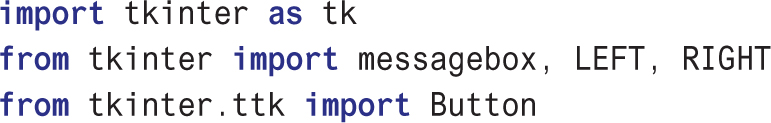 import tkinter as tk
from tkinter import messagebox, LEFT, RIGHT
from tkinter.ttk import Button